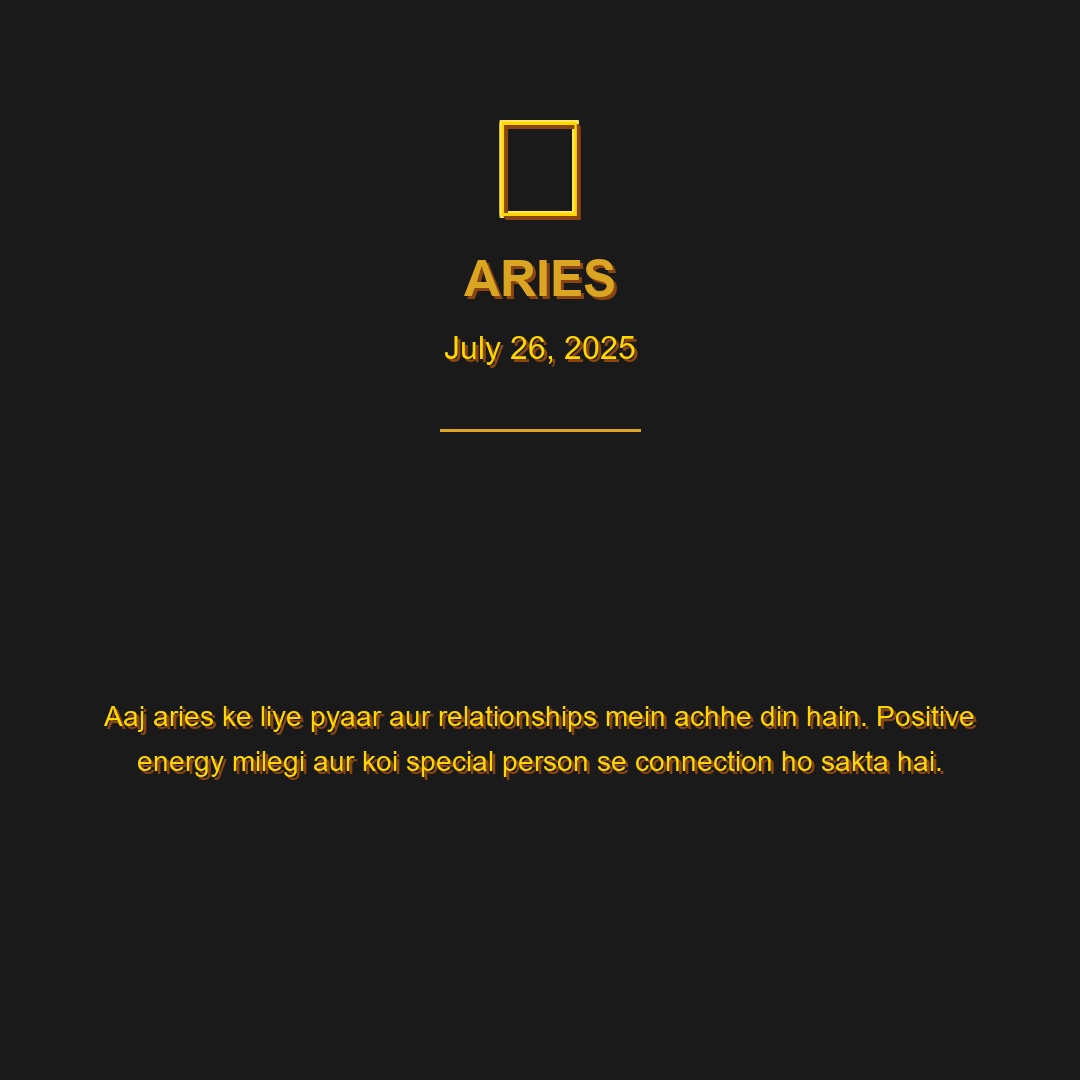 ARIES
July 26, 2025
Aaj aries ke liye pyaar aur relationships mein achhe din hain. Positive
energy milegi aur koi special person se connection ho sakta hai.